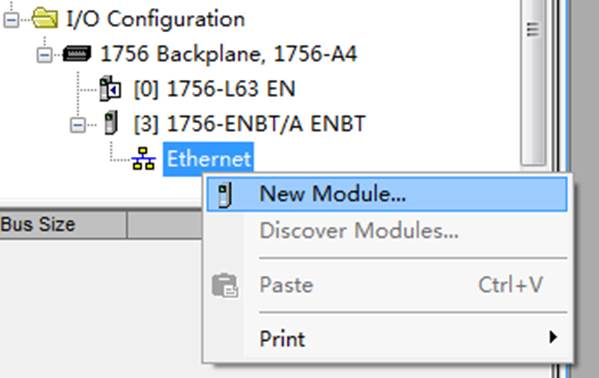 I/O Configuration
1756 Backplane, 1756-A4
[0] 1756-L63 EN
[3] 1756-ENBT/A ENBT
Ethernet
New Module...
Bus Size
Discover Modules...
Paste Ctrl+V
Print